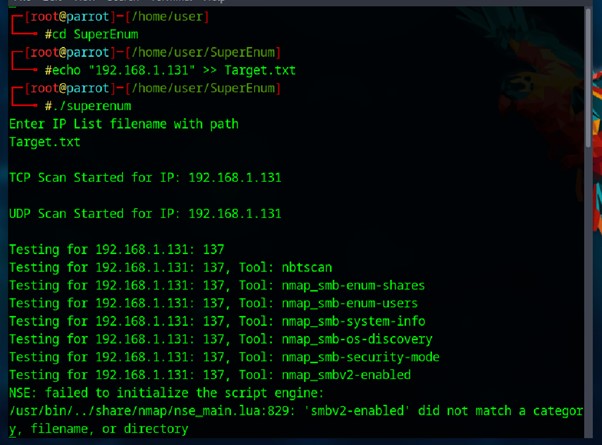 [root@parrot]─[/home/user]
#cd SuperEnum
[root@parrot]─[/home/user/SuperEnum]
#echo "192.168.1.131" >> Target.txt
[root@parrot]─[/home/user/SuperEnum]
#./superenum
Enter IP List filename with path
Target.txt
TCP Scan Started for IP: 192.168.1.131
UDP Scan Started for IP: 192.168.1.131
Testing for 192.168.1.131: 137
Testing for 192.168.1.131: 137, Tool: nbtscan
Testing for 192.168.1.131: 137, Tool: nmap_smb-enum-shares
Testing for 192.168.1.131: 137, Tool: nmap_smb-enum-users
Testing for 192.168.1.131: 137, Tool: nmap_smb-system-info
Testing for 192.168.1.131: 137, Tool: nmap_smb-os-discovery
Testing for 192.168.1.131: 137, Tool: nmap_smb-security-mode
Testing for 192.168.1.131: 137, Tool: nmap_smbv2-enabled
NSE: failed to initialize the script engine:
/usr/bin/../share/nmap/nse_main.lua:829: 'smbv2-enabled' did not match a categor
y, filename, or directory